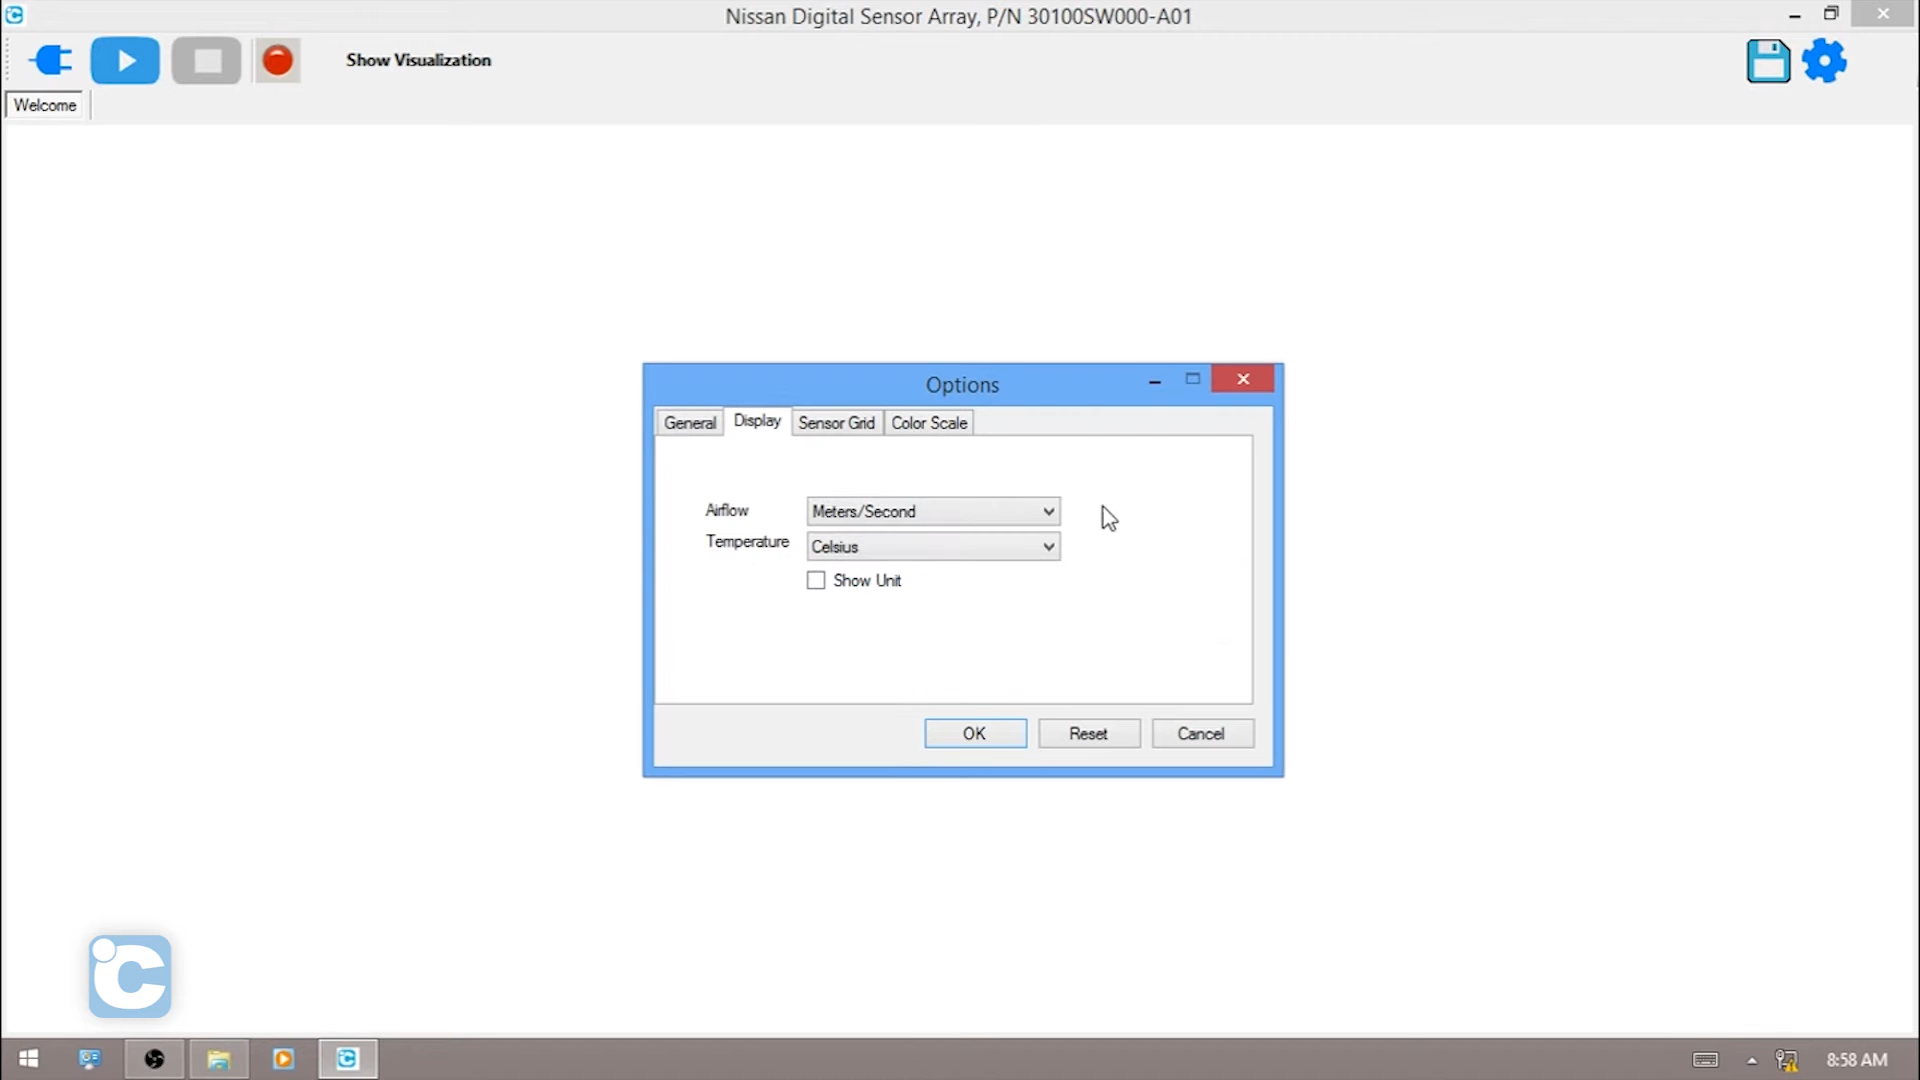 Nissan Digital Sensor Array, P/N 30100SW000-A01
Show Visualization
Welcome
Options
General Display Sensor Grid Color Scale
Airflow Meters/Second
Temperature Celsius
Show Unit
OK Reset Cancel
8:58 AM